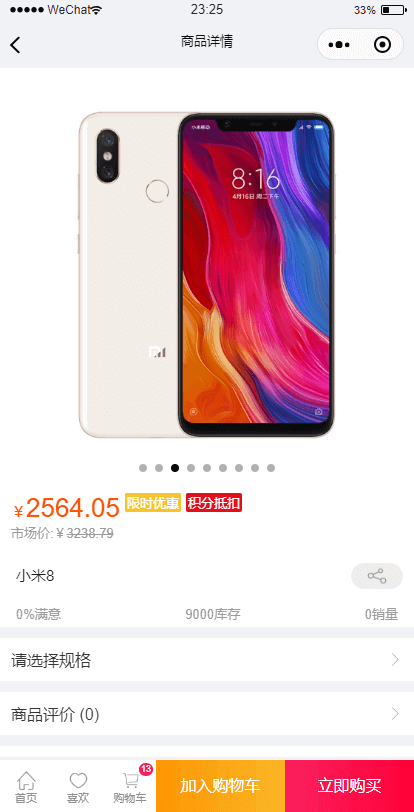 WeChat 23:25 33%
商品详情
小米移动
8:16
4月16日 周二下午
¥2564.05 限时优惠 积分抵扣
市场价:¥3238.79
小米8
0%满意 9000库存 0销量
请选择规格
商品评价 (0)
13
首页 喜欢 购物车 加入购物车 立即购买